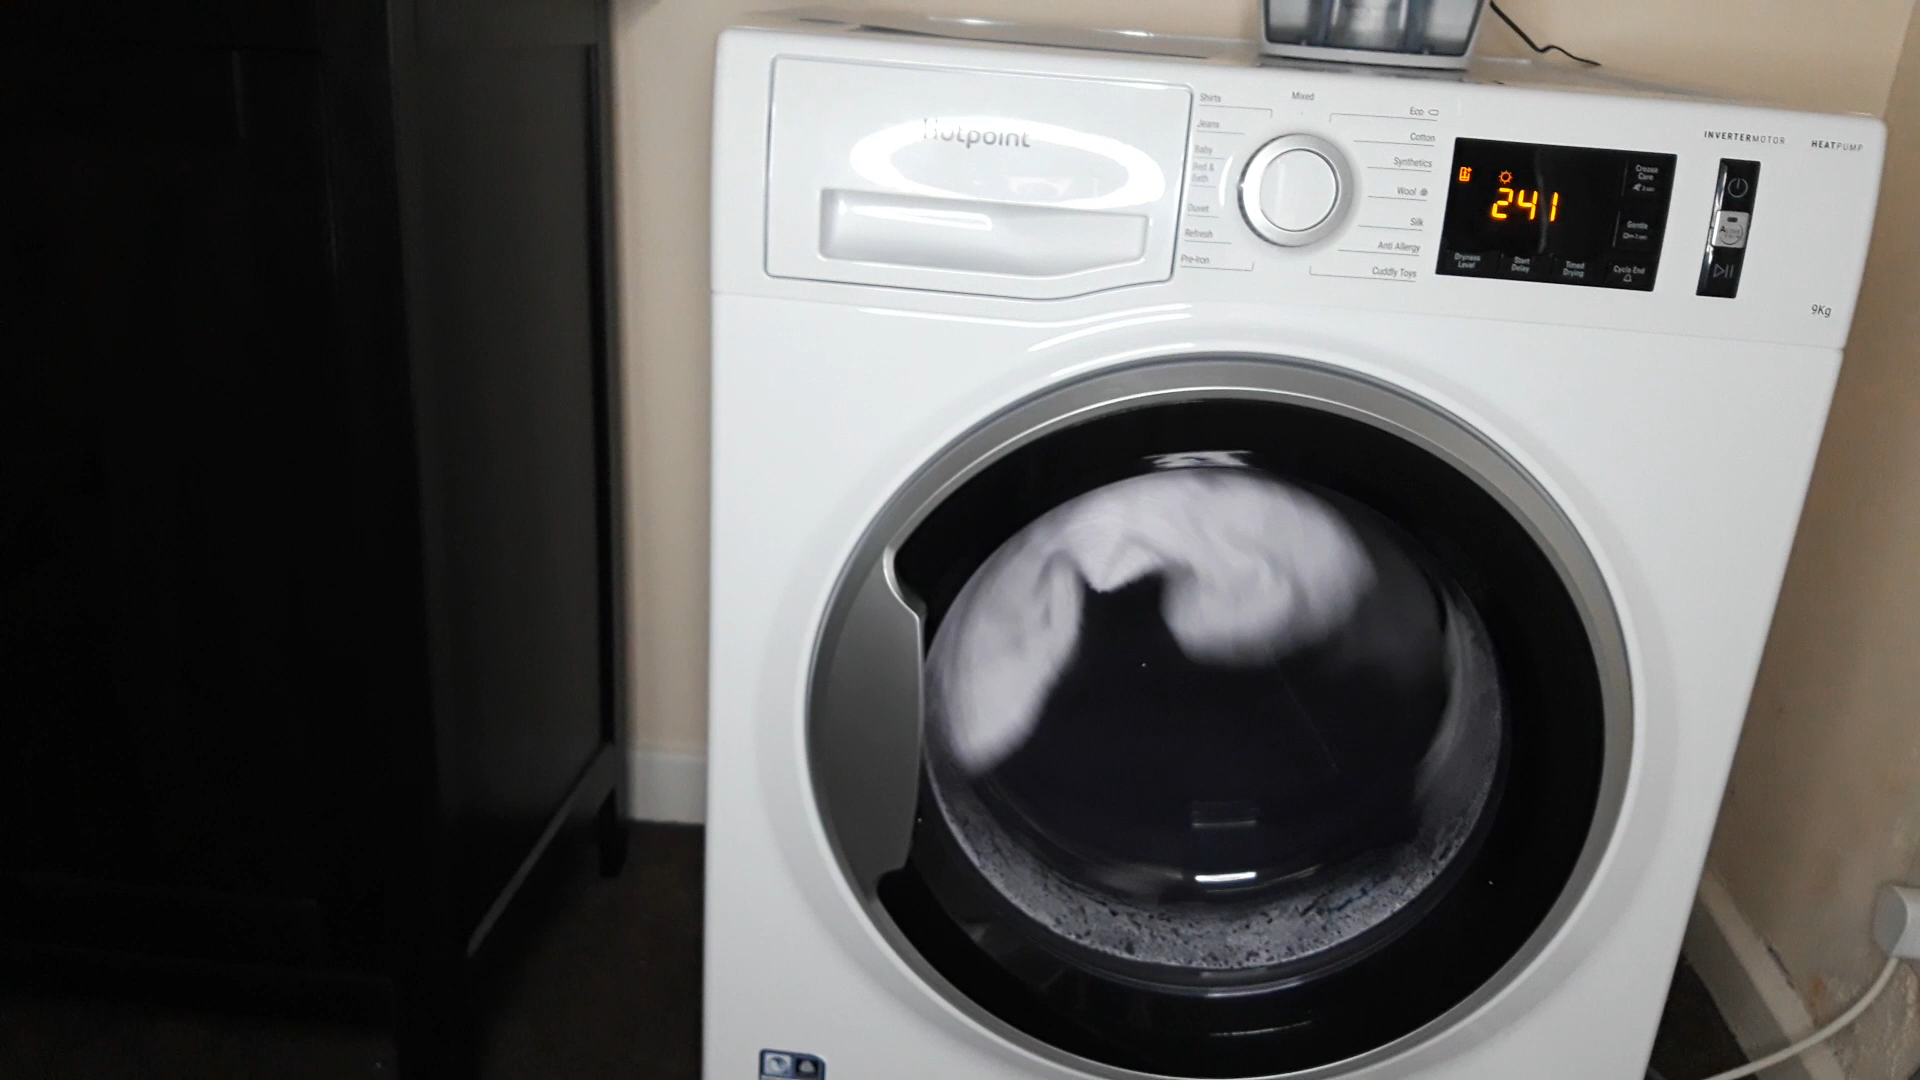 Hotpoint
Shirts
Jeans
Baby
Bed &
Bath
Duvet
Refresh
Pre-Iron
Mixed
Eco
Cotton
Synthetics
Wool
Silk
Anti Allergy
Cuddly Toys
241
Crease
Care
Gentle
Dryness
Level
Start
Delay
Timed
Drying
Cycle End
INVERTERMOTOR
HEATPUMP
9Kg